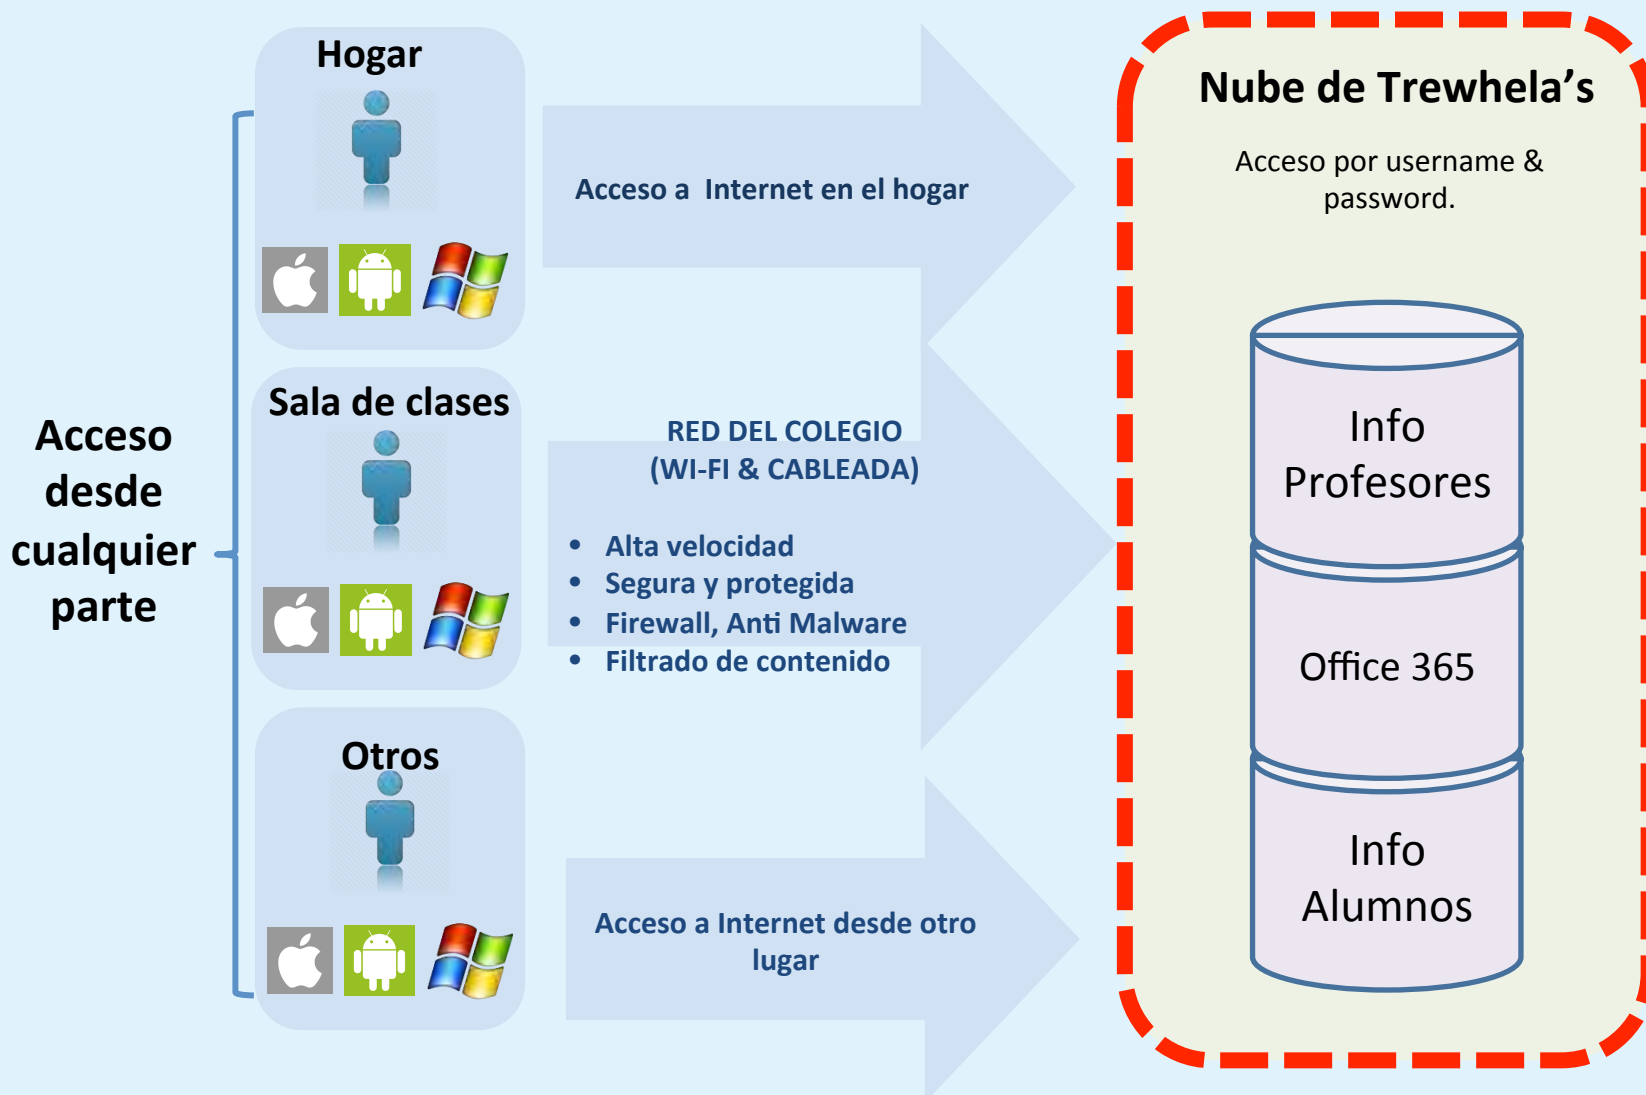 Acceso
desde
cualquier
parte
Hogar
Acceso a Internet en el hogar
Sala de clases
RED DEL COLEGIO
(WI-FI & CABLEADA)
• Alta velocidad
• Segura y protegida
• Firewall, Anti Malware
• Filtrado de contenido
Otros
Acceso a Internet desde otro
lugar
Nube de Trewhela’s
Acceso por username &
password.
Info
Profesores
Office 365
Info
Alumnos